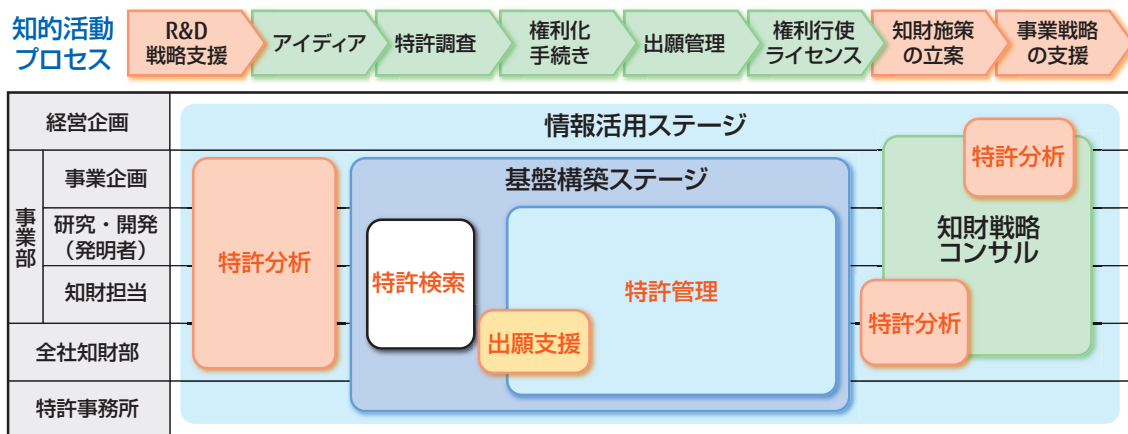 知的活動
プロセス
R&D
戦略支援
アイディア
特許調査
権利化
手続き
出願管理
権利行使
ライセンス
知財施策
の立案
事業戦略
の支援
経営企画
事業部
事業企画
研究・開発
(発明者)
知財担当
全社知財部
特許事務所
情報活用ステージ
特許分析
基盤構築ステージ
特許検索
出願支援
特許管理
特許分析
知財戦略
コンサル
特許分析